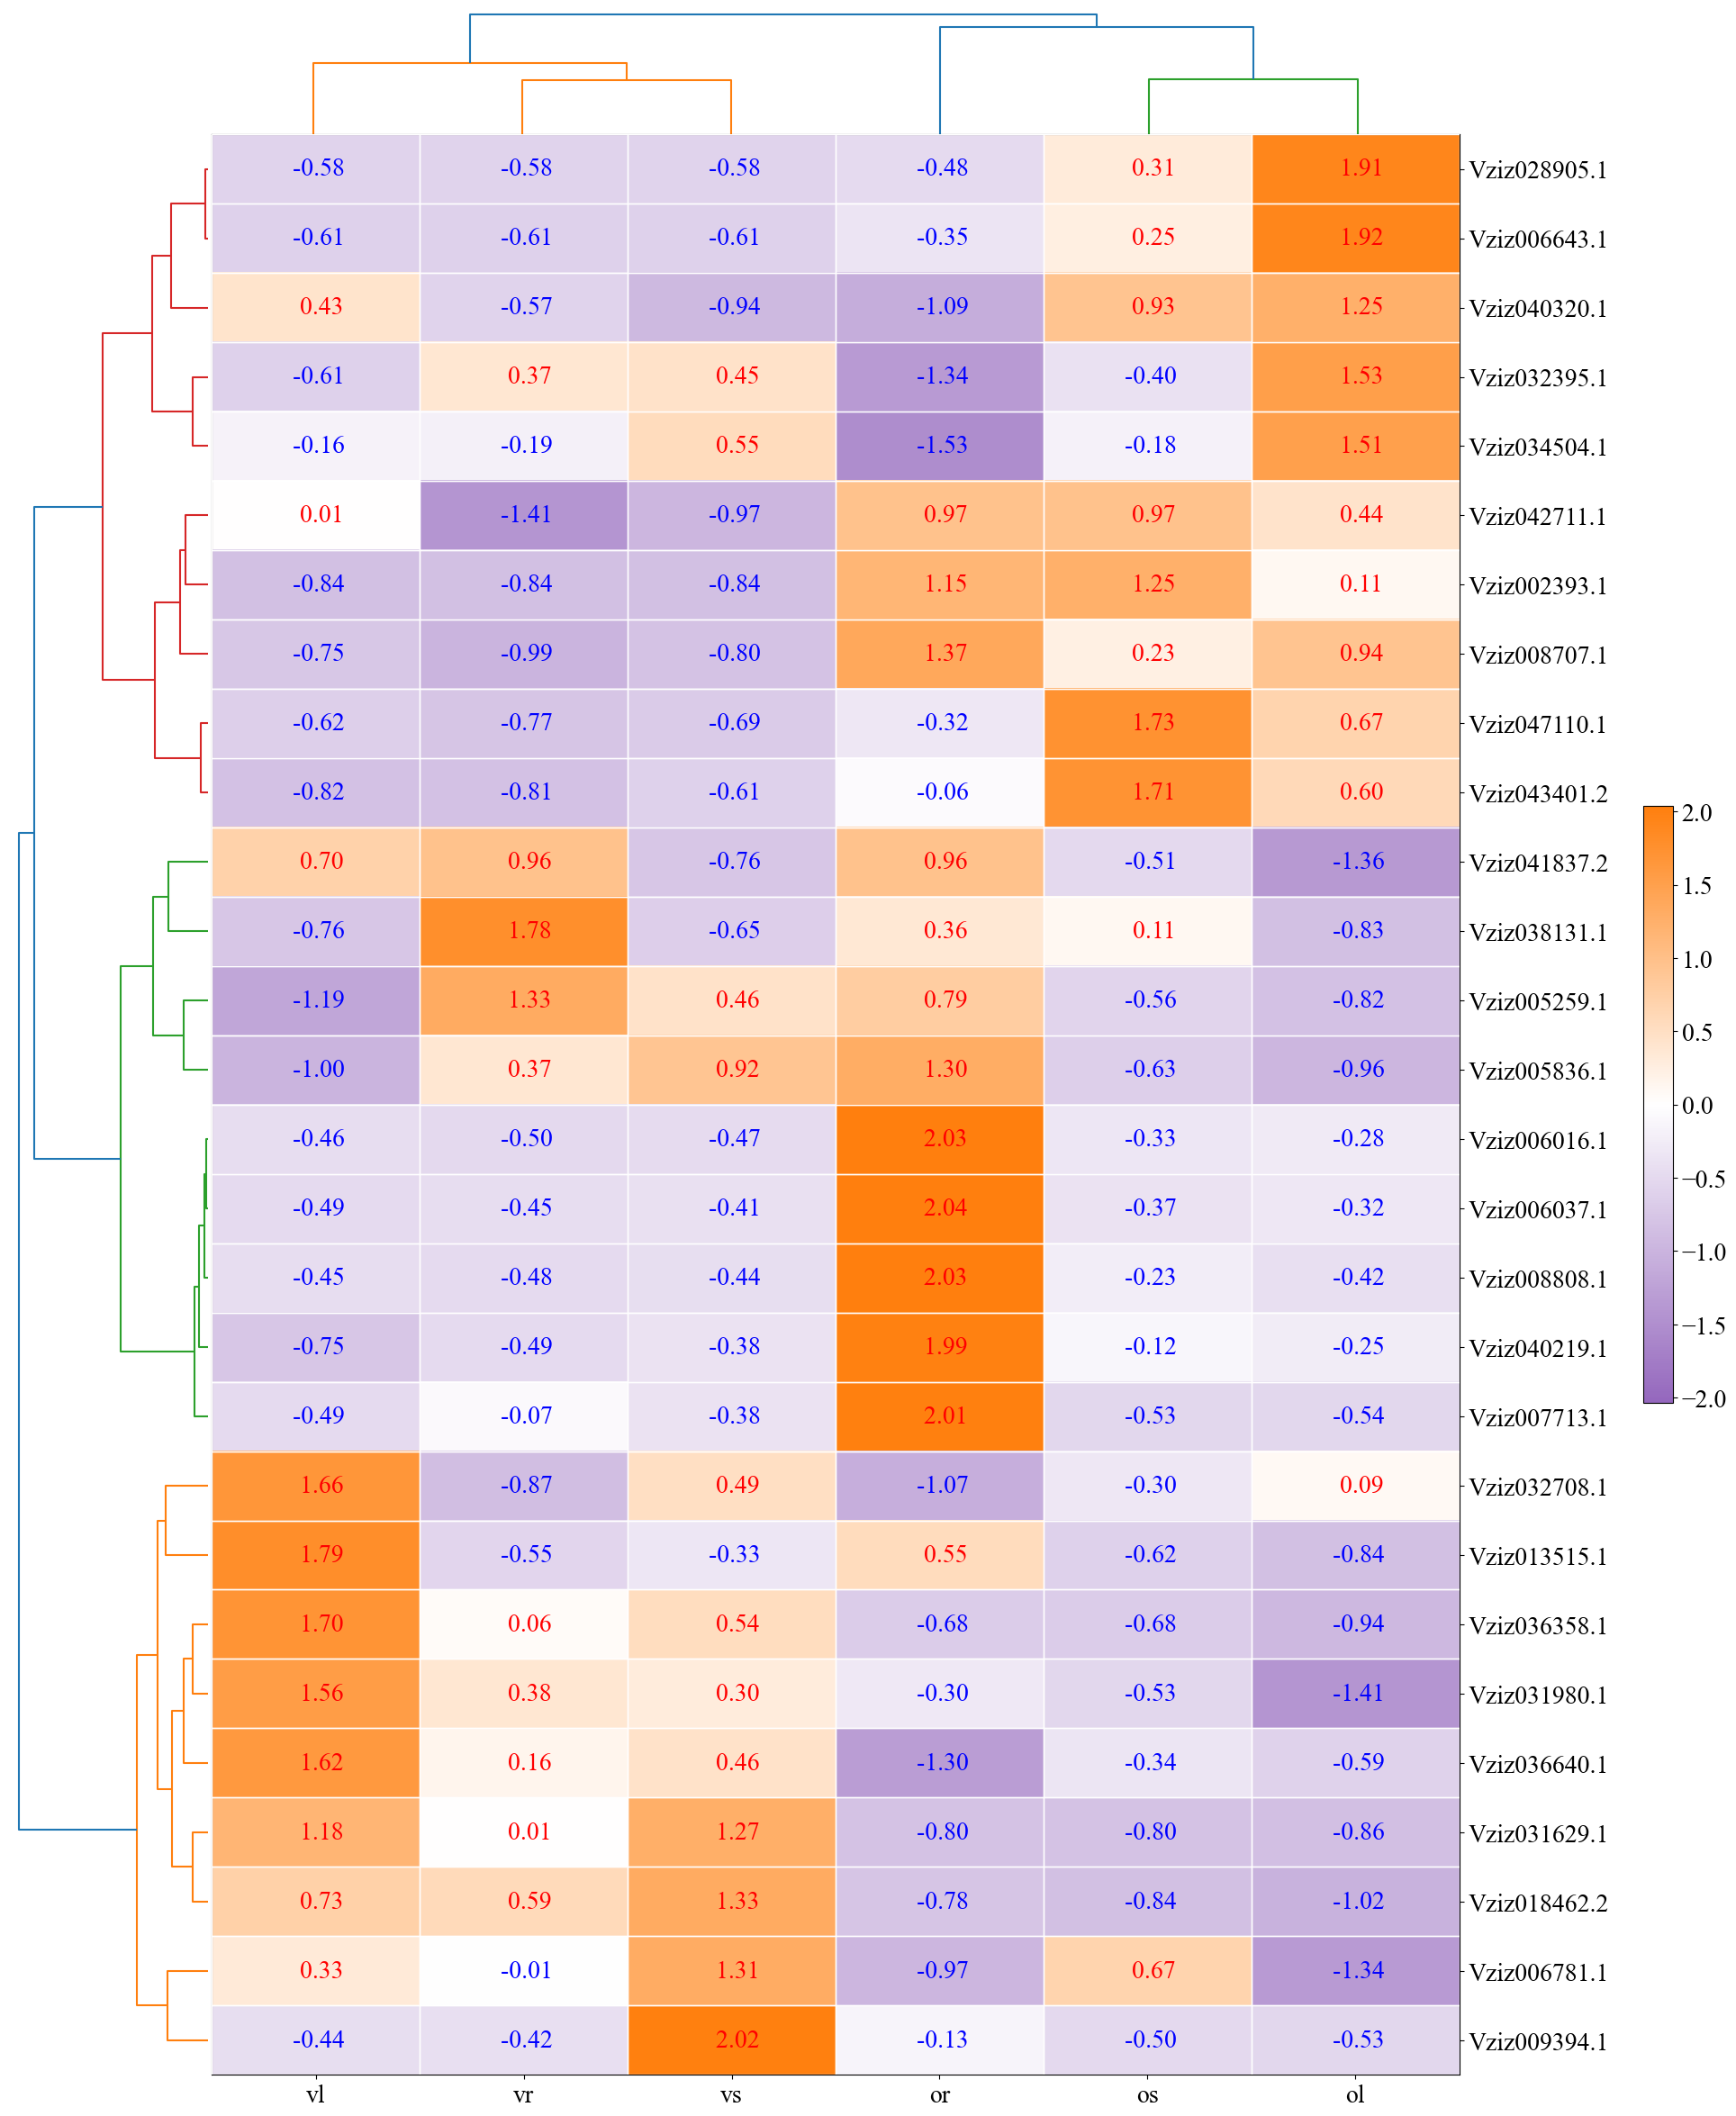 -0.58 -0.58 -0.58 -0.48 0.31 1.91 Vziz028905.1
-0.61 -0.61 -0.61 -0.35 0.25 1.92 Vziz006643.1
0.43 -0.57 -0.94 -1.09 0.93 1.25 Vziz040320.1
-0.61 0.37 0.45 -1.34 -0.40 1.53 Vziz032395.1
-0.16 -0.19 0.55 -1.53 -0.18 1.51 Vziz034504.1
0.01 -1.41 -0.97 0.97 0.97 0.44 Vziz042711.1
-0.84 -0.84 -0.84 1.15 1.25 0.11 Vziz002393.1
-0.75 -0.99 -0.80 1.37 0.23 0.94 Vziz008707.1
-0.62 -0.77 -0.69 -0.32 1.73 0.67 Vziz047110.1
-0.82 -0.81 -0.61 -0.06 1.71 0.60 Vziz043401.2
0.70 0.96 -0.76 0.96 -0.51 -1.36 Vziz041837.2
-0.76 1.78 -0.65 0.36 0.11 -0.83 Vziz038131.1
-1.19 1.33 0.46 0.79 -0.56 -0.82 Vziz005259.1
-1.00 0.37 0.92 1.30 -0.63 -0.96 Vziz005836.1
-0.46 -0.50 -0.47 2.03 -0.33 -0.28 Vziz006016.1
-0.49 -0.45 -0.41 2.04 -0.37 -0.32 Vziz006037.1
-0.45 -0.48 -0.44 2.03 -0.23 -0.42 Vziz008808.1
-0.75 -0.49 -0.38 1.99 -0.12 -0.25 Vziz040219.1
-0.49 -0.07 -0.38 2.01 -0.53 -0.54 Vziz007713.1
1.66 -0.87 0.49 -1.07 -0.30 0.09 Vziz032708.1
1.79 -0.55 -0.33 0.55 -0.62 -0.84 Vziz013515.1
1.70 0.06 0.54 -0.68 -0.68 -0.94 Vziz036358.1
1.56 0.38 0.30 -0.30 -0.53 -1.41 Vziz031980.1
1.62 0.16 0.46 -1.30 -0.34 -0.59 Vziz036640.1
1.18 0.01 1.27 -0.80 -0.80 -0.86 Vziz031629.1
0.73 0.59 1.33 -0.78 -0.84 -1.02 Vziz018462.2
0.33 -0.01 1.31 -0.97 0.67 -1.34 Vziz006781.1
-0.44 -0.42 2.02 -0.13 -0.50 -0.53 Vziz009394.1
vl vr vs or os ol
2.0
1.5
1.0
0.5
0.0
−0.5
−1.0
−1.5
−2.0